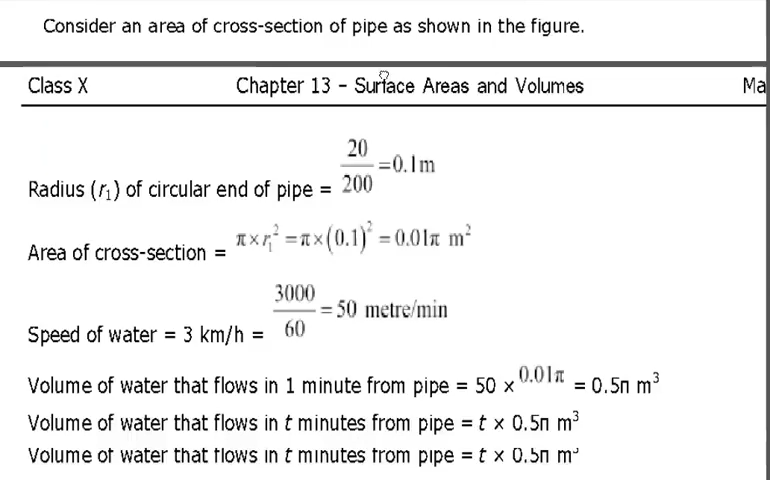 Consider an area of cross-section of pipe as shown in the figure.
Class X Chapter 13 – Surface Areas and Volumes Ma
Radius (r₁) of circular end of pipe = 20/200 = 0.1m
Area of cross-section = π×r₁² = π×(0.1)² = 0.01π m²
Speed of water = 3 km/h = 3000/60 = 50 metre/min
Volume of water that flows in 1 minute from pipe = 50 × 0.01π = 0.5π m³
Volume of water that flows in t minutes from pipe = t × 0.5π m³
Volume of water that flows in t minutes from pipe = t × 0.5π m³